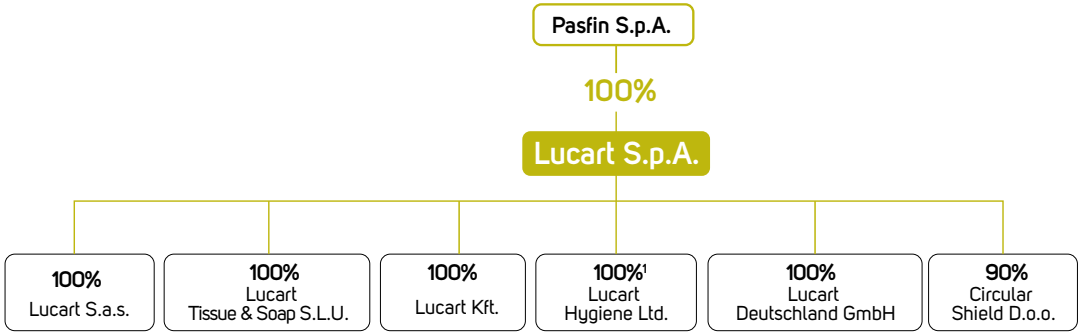 Pasfin S.p.A.
100%
Lucart S.p.A.
100%
Lucart S.a.s.
100%
Lucart
Tissue & Soap S.L.U.
100%
Lucart Kft.
100%¹
Lucart
Hygiene Ltd.
100%
Lucart
Deutschland GmbH
90%
Circular
Shield D.o.o.